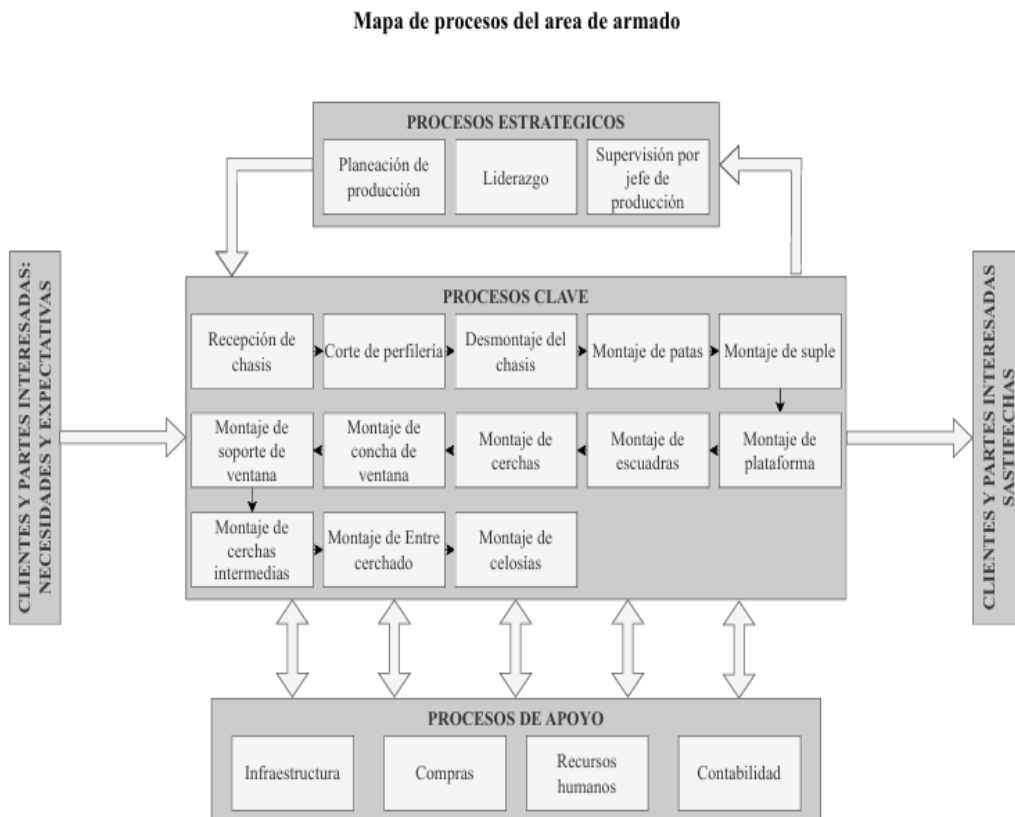 Mapa de procesos del area de armado
PROCESOS ESTRATEGICOS
Planeación de
producción
Liderazgo
Supervisión por
jefe de
producción
CLIENTES Y PARTES INTERESADAS:
NECESIDADES Y EXPECTATIVAS
PROCESOS CLAVE
Recepción de
chasis
Corte de perfilería
Desmontaje del
chasis
Montaje de patas
Montaje de suple
Montaje de
plataforma
Montaje de
escuadras
Montaje de
cerchas
Montaje de
concha de
ventana
Montaje de
soporte de
ventana
Montaje de
cerchas
intermedias
Montaje de Entre
cerchado
Montaje de
celosías
CLIENTES Y PARTES INTERESADAS
SASTIFECHAS
PROCESOS DE APOYO
Infraestructura
Compras
Recursos
humanos
Contabilidad